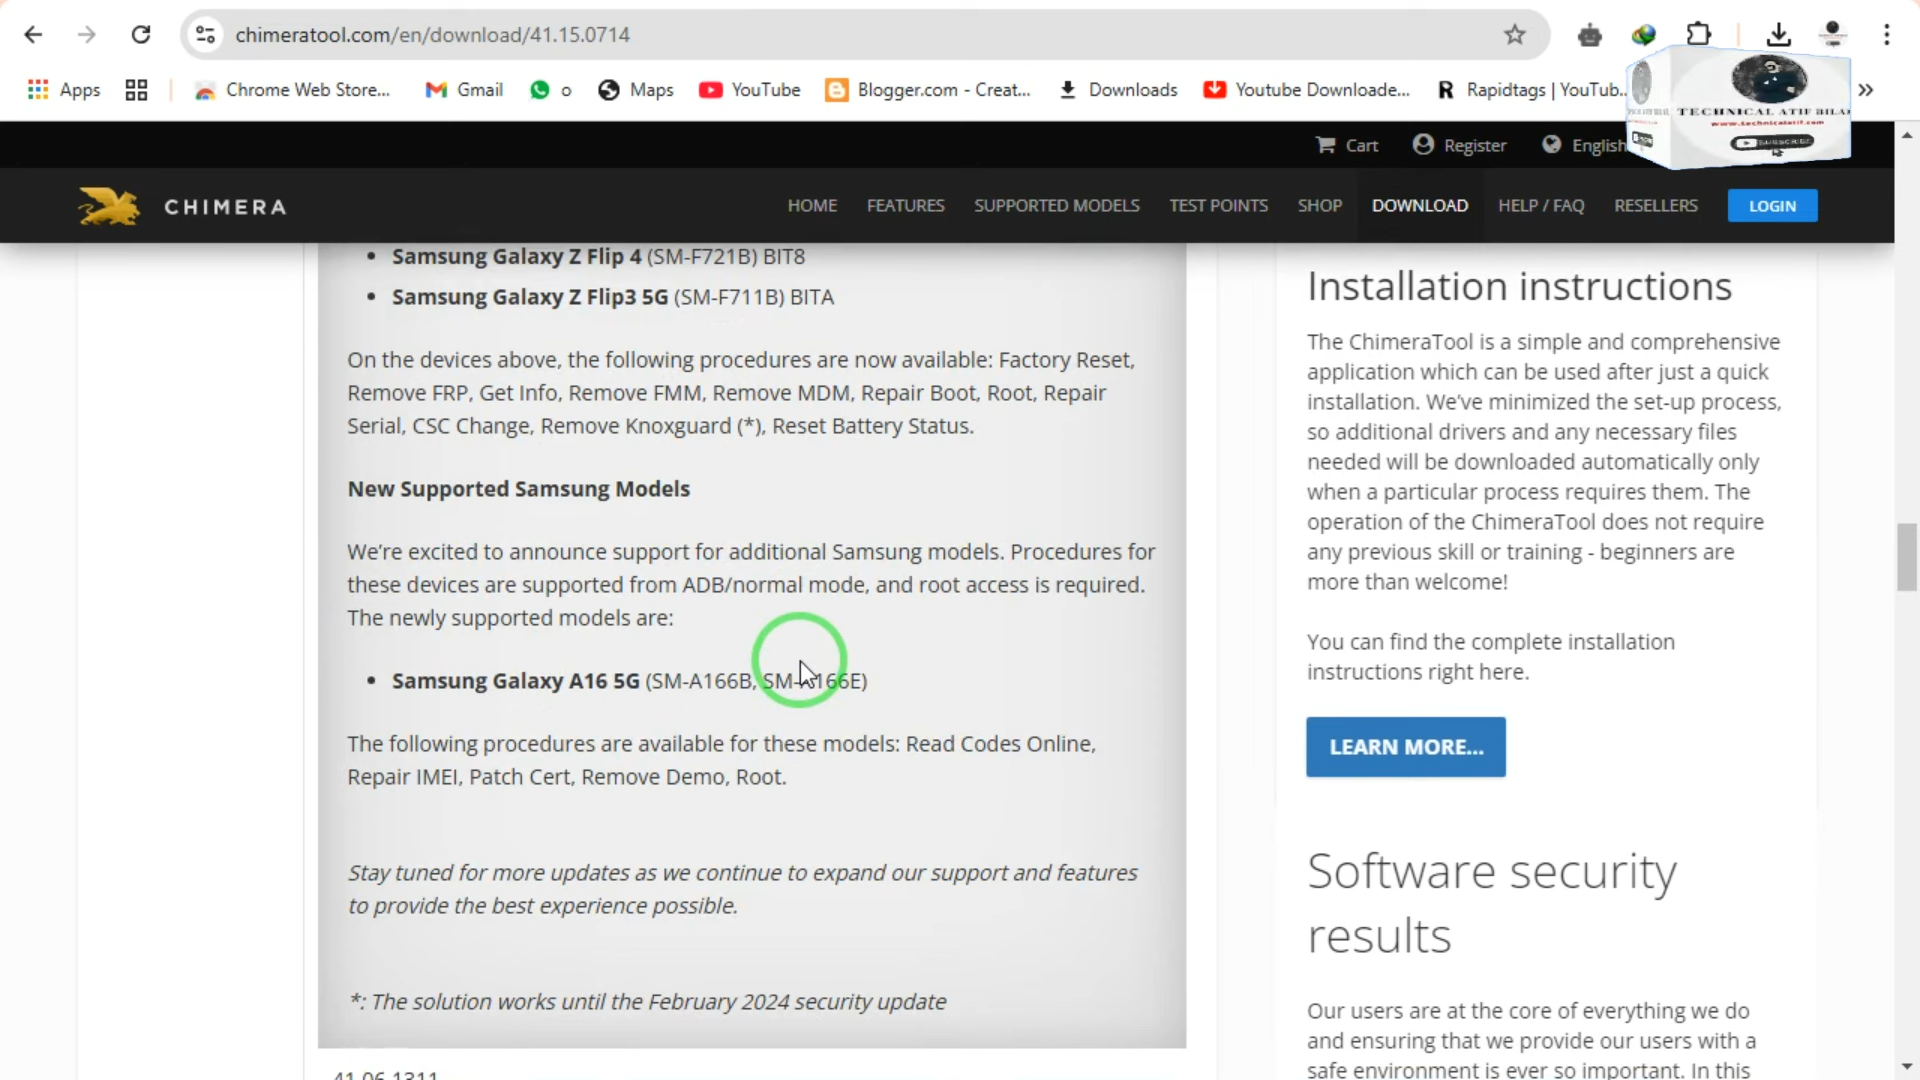 chimeratool.com/en/download/41.15.0714
Apps
Chrome Web Store...
Gmail
o
Maps
YouTube
Blogger.com - Creat...
Downloads
Youtube Downloade...
Rapidtags | YouTub...
»
TECHNICAL ATIF BILAL
www.technicalatif.com
SUBSCRIBE
Cart
Register
English
CHIMERA
HOME
FEATURES
SUPPORTED MODELS
TEST POINTS
SHOP
DOWNLOAD
HELP / FAQ
RESELLERS
LOGIN
• Samsung Galaxy Z Flip 4 (SM-F721B) BIT8
• Samsung Galaxy Z Flip3 5G (SM-F711B) BITA
On the devices above, the following procedures are now available: Factory Reset,
Remove FRP, Get Info, Remove FMM, Remove MDM, Repair Boot, Root, Repair
Serial, CSC Change, Remove Knoxguard (*), Reset Battery Status.
New Supported Samsung Models
We're excited to announce support for additional Samsung models. Procedures for
these devices are supported from ADB/normal mode, and root access is required.
The newly supported models are:
• Samsung Galaxy A16 5G (SM-A166B, SM-A166E)
The following procedures are available for these models: Read Codes Online,
Repair IMEI, Patch Cert, Remove Demo, Root.
Stay tuned for more updates as we continue to expand our support and features
to provide the best experience possible.
*: The solution works until the February 2024 security update
41.06.1311
Installation instructions
The ChimeraTool is a simple and comprehensive
application which can be used after just a quick
installation. We've minimized the set-up process,
so additional drivers and any necessary files
needed will be downloaded automatically only
when a particular process requires them. The
operation of the ChimeraTool does not require
any previous skill or training - beginners are
more than welcome!
You can find the complete installation
instructions right here.
LEARN MORE...
Software security
results
Our users are at the core of everything we do
and ensuring that we provide our users with a
safe environment is ever so important. In this